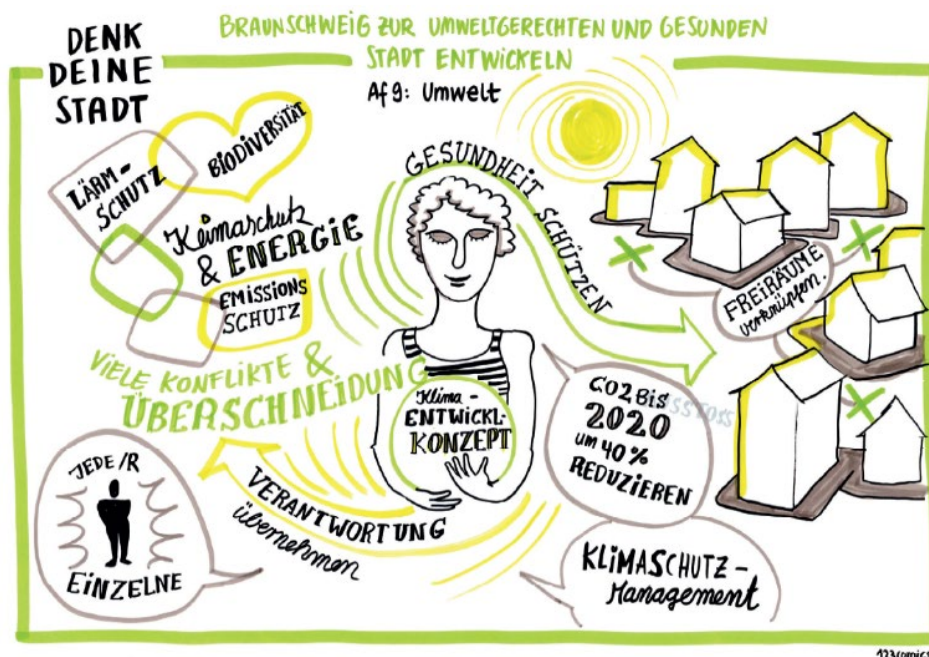 DENK
DEINE
STADT
BRAUNSCHWEIG ZUR UMWELTGERECHTEN UND GESUNDEN
STADT ENTWICKELN
Af9: Umwelt
LÄRM-
SCHUTZ
BIODIVERSITÄT
Klimaschutz
& ENERGIE
EMISSIONS
SCHUTZ
VIELE KONFLIKTE &
ÜBERSCHNEIDUNG
GESUNDHEIT SCHÜTZEN
FREIRÄUME
verknüpfen.
Klima-
ENTWICKL-
KONZEPT
CO2 BIS
2020
um 40%
REDUZIEREN
JEDE/R
EINZELNE
VERANTWORTUNG
übernehmen
KLIMASCHUTZ-
Management
123comics